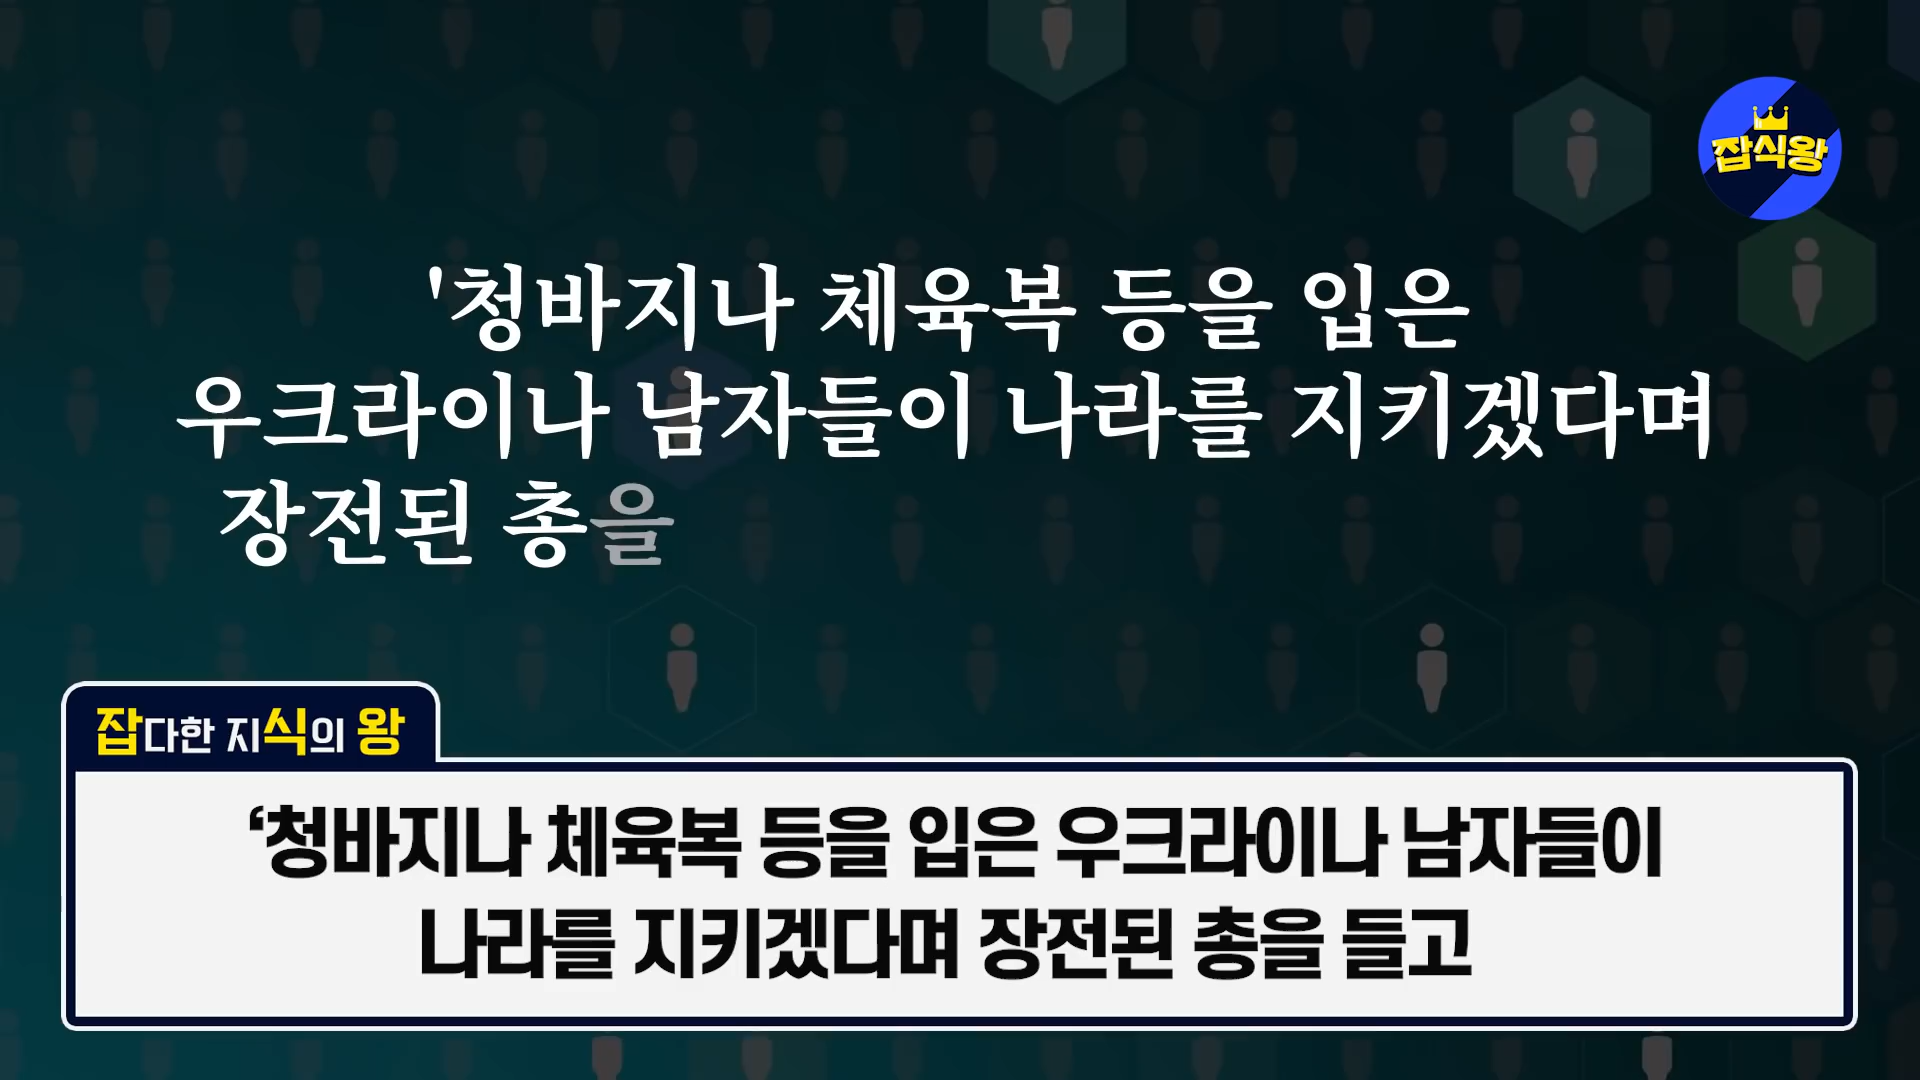 잡식왕
'청바지나 체육복 등을 입은
우크라이나 남자들이 나라를 지키겠다며
장전된 총을
잡다한 지식의 왕
‘청바지나 체육복 등을 입은 우크라이나 남자들이
나라를 지키겠다며 장전된 총을 들고